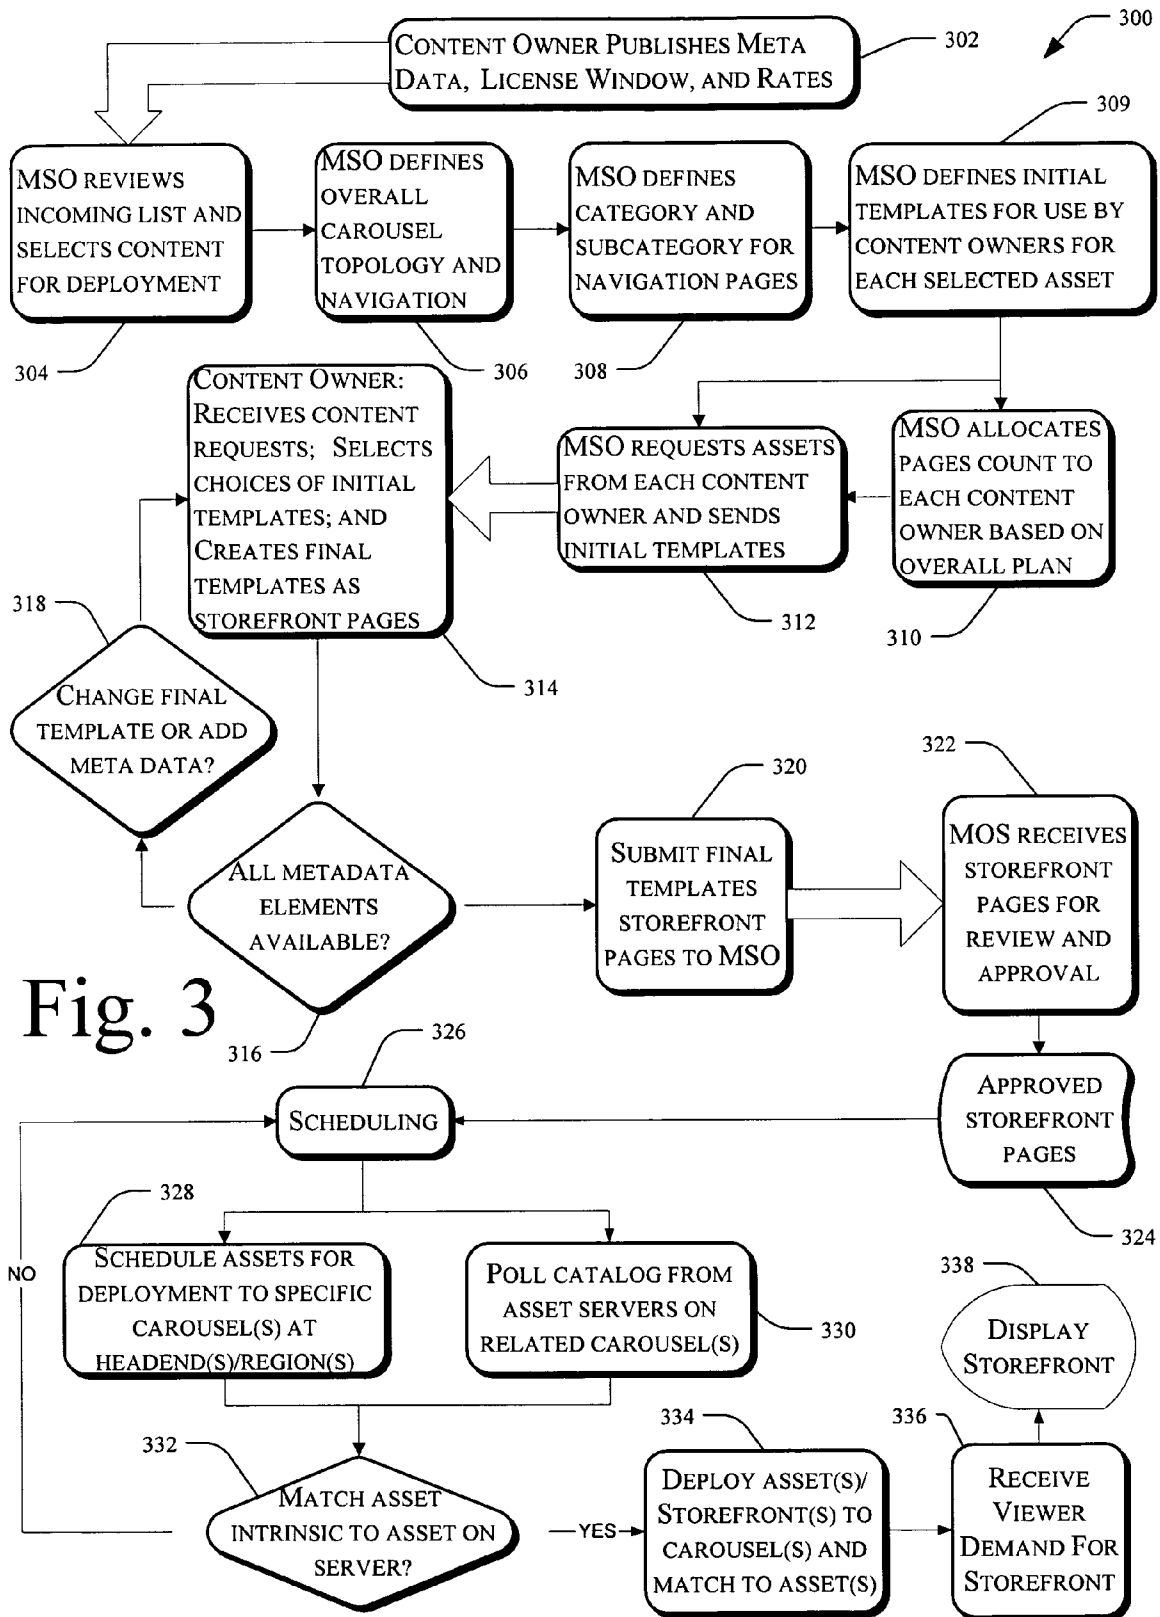 300
CONTENT OWNER PUBLISHES META
DATA, LICENSE WINDOW, AND RATES
302
309
MSO REVIEWS
INCOMING LIST AND
SELECTS CONTENT
FOR DEPLOYMENT
304
MSO DEFINES
OVERALL
CAROUSEL
TOPOLOGY AND
NAVIGATION
306
MSO DEFINES
CATEGORY AND
SUBCATEGORY FOR
NAVIGATION PAGES
308
MSO DEFINES INITIAL
TEMPLATES FOR USE BY
CONTENT OWNERS FOR
EACH SELECTED ASSET
CONTENT OWNER:
RECEIVES CONTENT
REQUESTS; SELECTS
CHOICES OF INITIAL
TEMPLATES; AND
CREATES FINAL
TEMPLATES AS
STOREFRONT PAGES
314
MSO REQUESTS ASSETS
FROM EACH CONTENT
OWNER AND SENDS
INITIAL TEMPLATES
312
MSO ALLOCATES
PAGES COUNT TO
EACH CONTENT
OWNER BASED ON
OVERALL PLAN
310
318
CHANGE FINAL
TEMPLATE OR ADD
META DATA?
ALL METADATA
ELEMENTS
AVAILABLE?
316
320
SUBMIT FINAL
TEMPLATES
STOREFRONT
PAGES TO MSO
322
MOS RECEIVES
STOREFRONT
PAGES FOR
REVIEW AND
APPROVAL
Fig. 3
326
SCHEDULING
APPROVED
STOREFRONT
PAGES
324
328
SCHEDULE ASSETS FOR
DEPLOYMENT TO SPECIFIC
CAROUSEL(S) AT
HEADEND(S)/REGION(S)
POLL CATALOG FROM
ASSET SERVERS ON
RELATED CAROUSEL(S)
330
NO
338
DISPLAY
STOREFRONT
332
MATCH ASSET
INTRINSIC TO ASSET ON
SERVER?
YES
334
DEPLOY ASSET(S)/
STOREFRONT(S) TO
CAROUSEL(S) AND
MATCH TO ASSET(S)
336
RECEIVE
VIEWER
DEMAND FOR
STOREFRONT